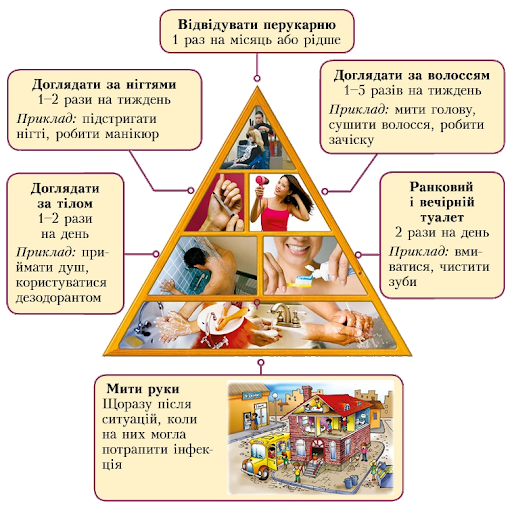 Відвідувати перукарню
1 раз на місяць або рідше
Доглядати за нігтями
1–2 рази на тиждень
Приклад: підстригати
нігті, робити манікюр
Доглядати за волоссям
1–5 разів на тиждень
Приклад: мити голову,
сушити волосся, робити
зачіску
Доглядати
за тілом
1–2 рази
на день
Приклад: при-
ймати душ,
користуватися
дезодорантом
Ранковий
і вечірній
туалет
2 рази на день
Приклад: вми-
ватися, чистити
зуби
Мити руки
Щоразу після
ситуацій, коли
на них могла
потрапити інфек-
ція